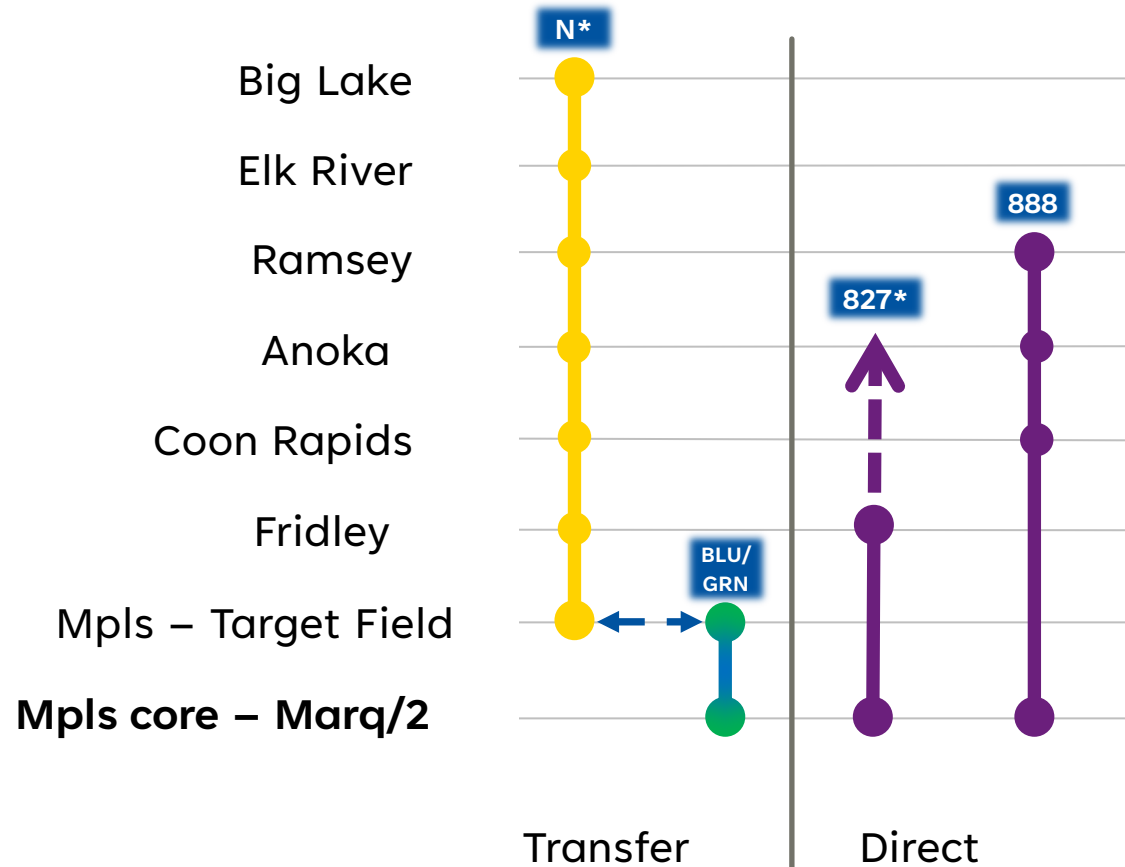 N*
Big Lake
Elk River
888
Ramsey
827*
Anoka
Coon Rapids
Fridley
BLU/
GRN
Mpls – Target Field
Mpls core – Marq/2
Transfer
Direct